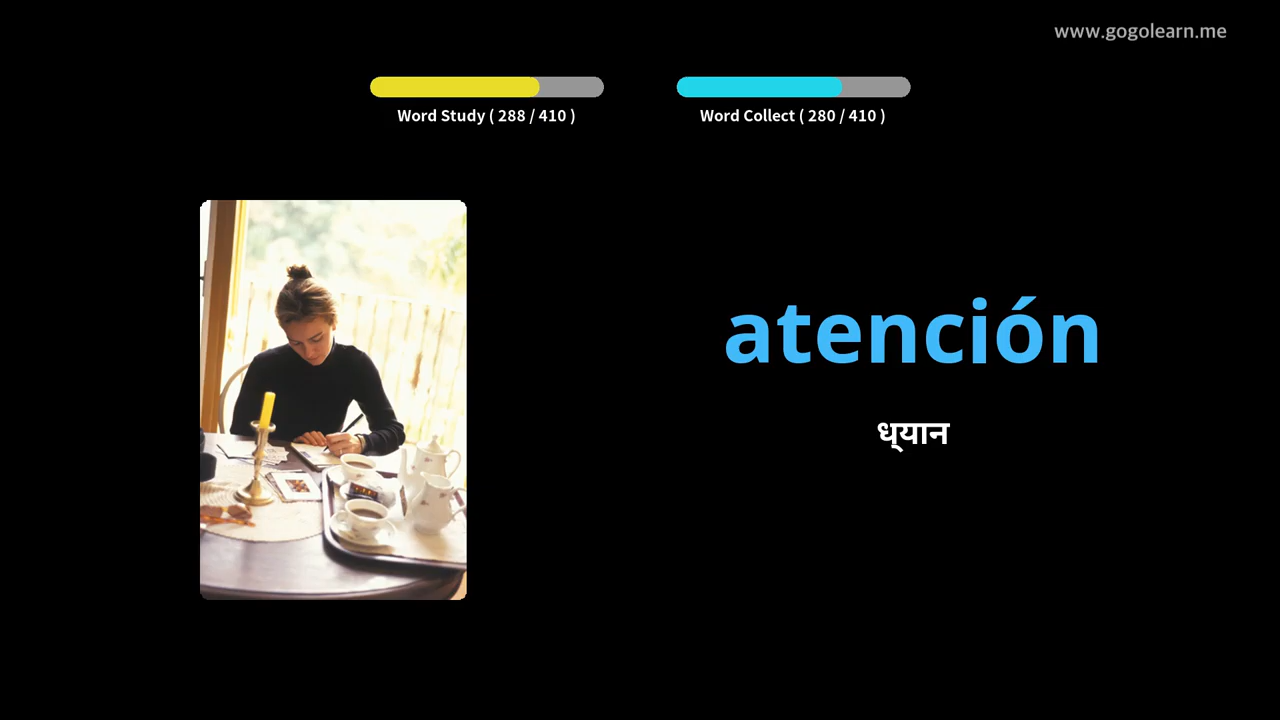 www.gogolearn.me
Word Study ( 288 / 410 )
Word Collect ( 280 / 410 )
atención
ध्यान